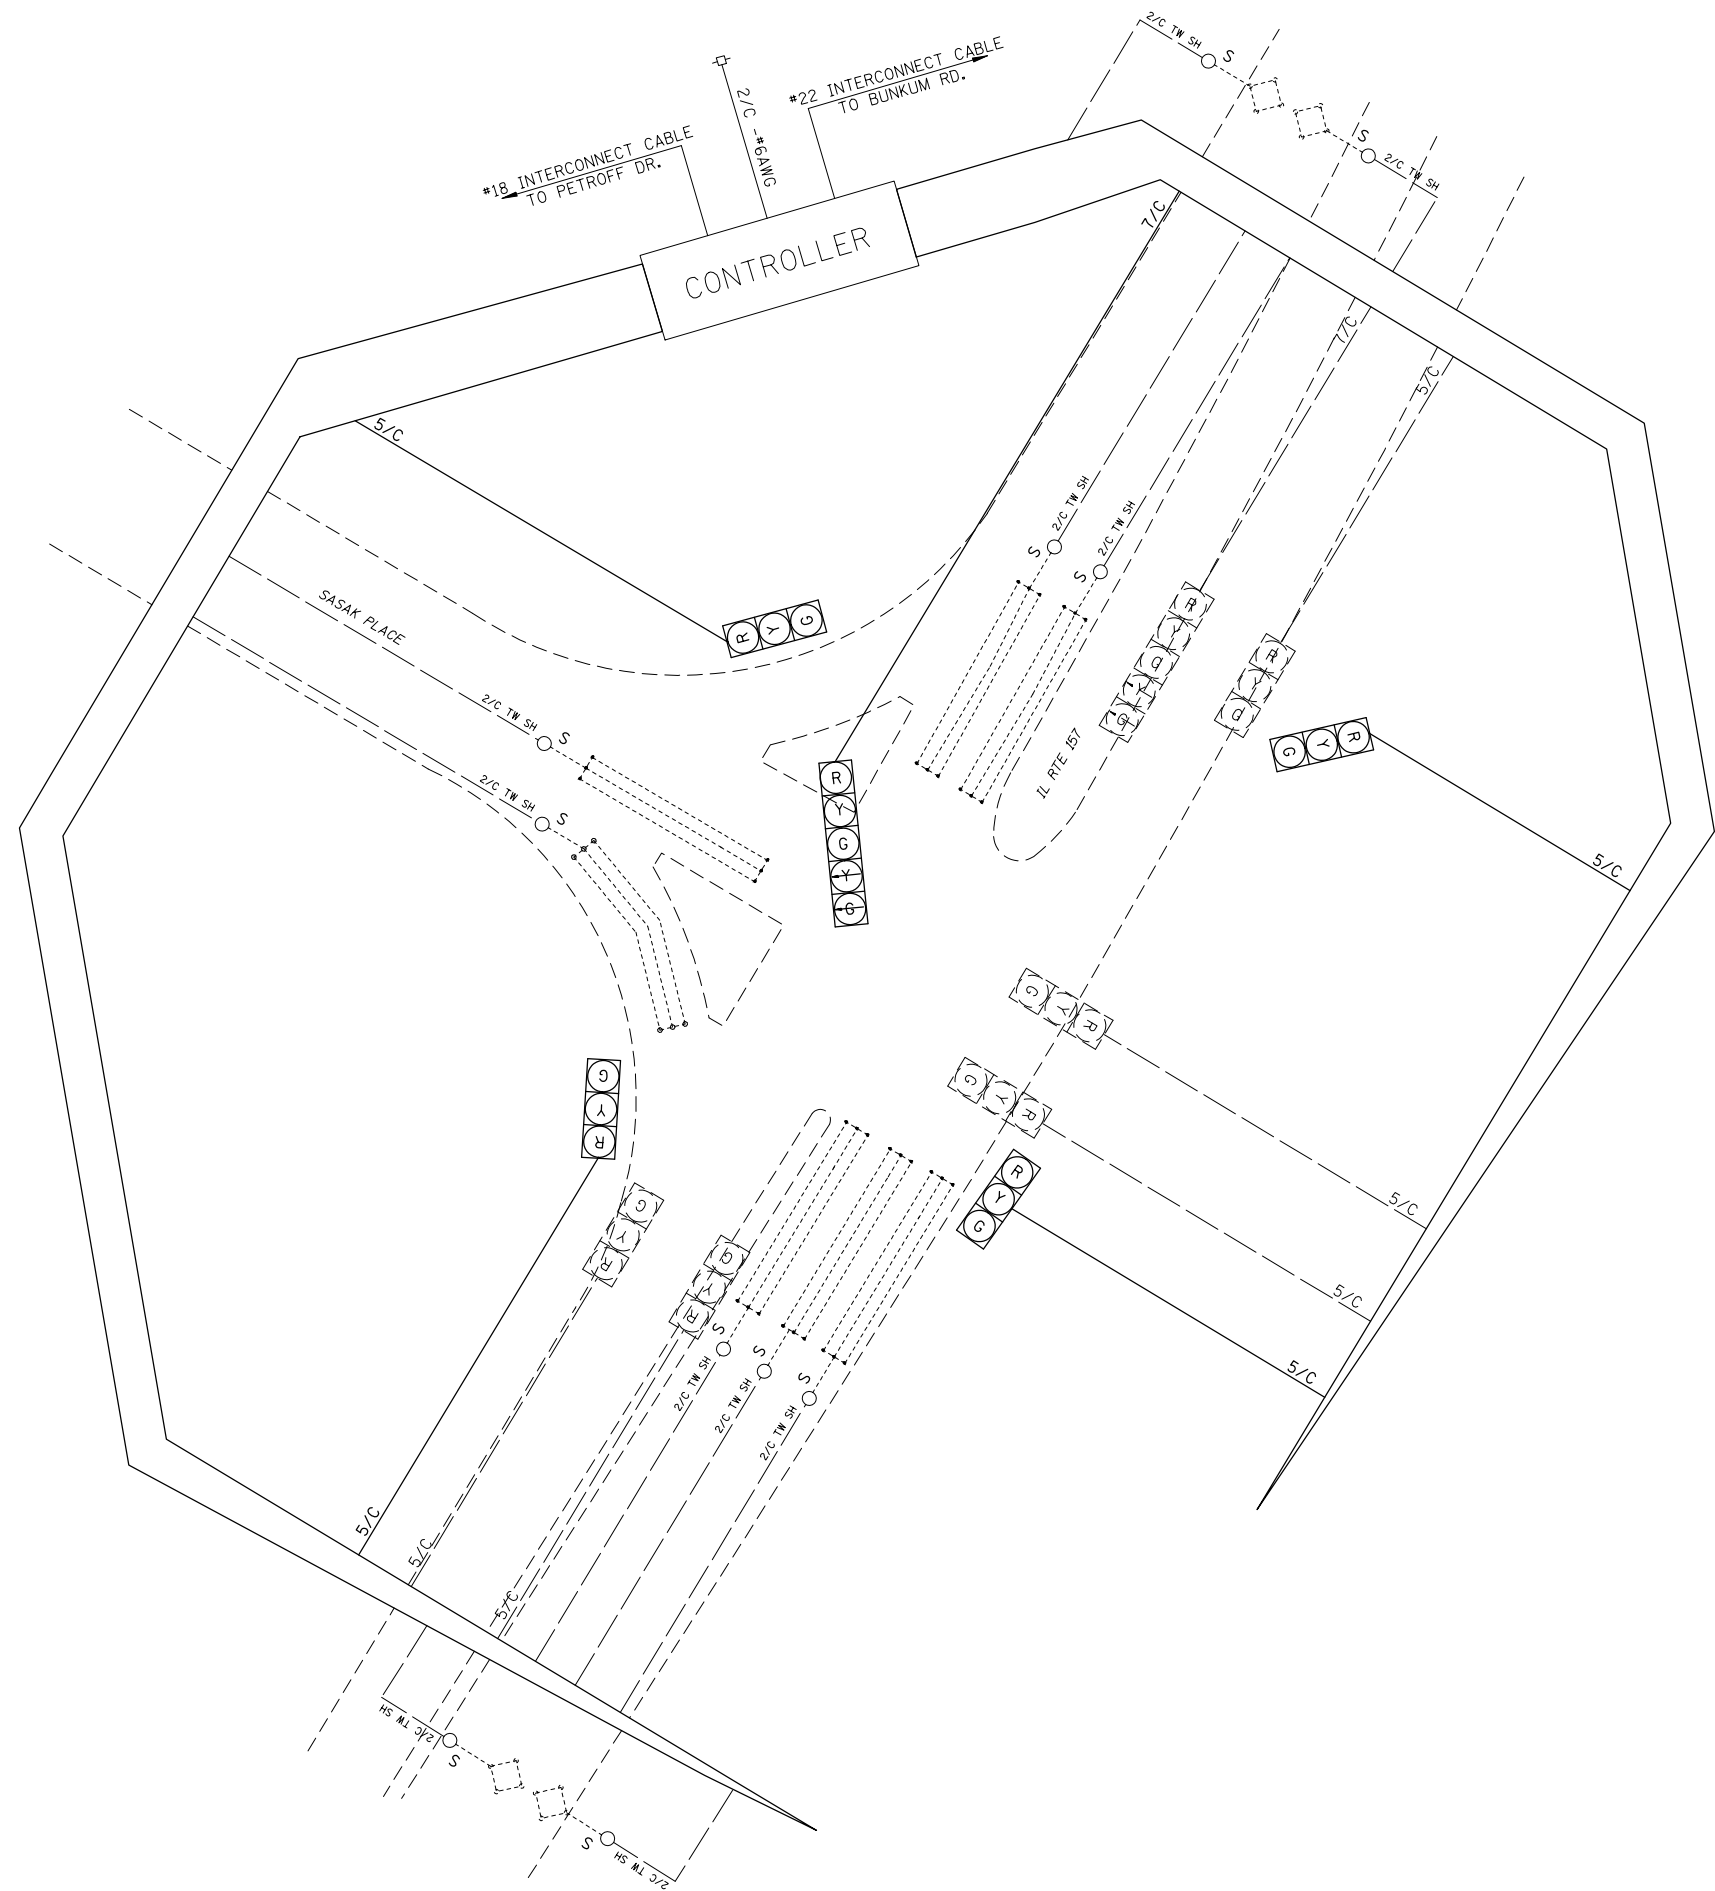 2/C TW SH
S
#22 INTERCONNECT CABLE
TO BUNKUM RD.
2/C -#6AWG
#18 INTERCONNECT CABLE
TO PETROFF DR.
S
2/C TW SH
CONTROLLER
7/C
7/C
5/C
5/C
2/C TW SH
S
2/C TW SH
S
SASAK PLACE
R Y G
R Y G Y G
R Y G
2/C TW SH
S
2/C TW SH
S
IL RTE 157
G Y R
R
Y
G
Y
G
5/C
G Y R
G
Y
R
G Y R
R
Y
G
5/C
5/C
5/C
G
Y
R
G
Y
R
S
2/C TW SH
S
2/C TW SH
S
2/C TW SH
5/C
5/C
5/C
2/C TW SH
S
S
2/C TW SH